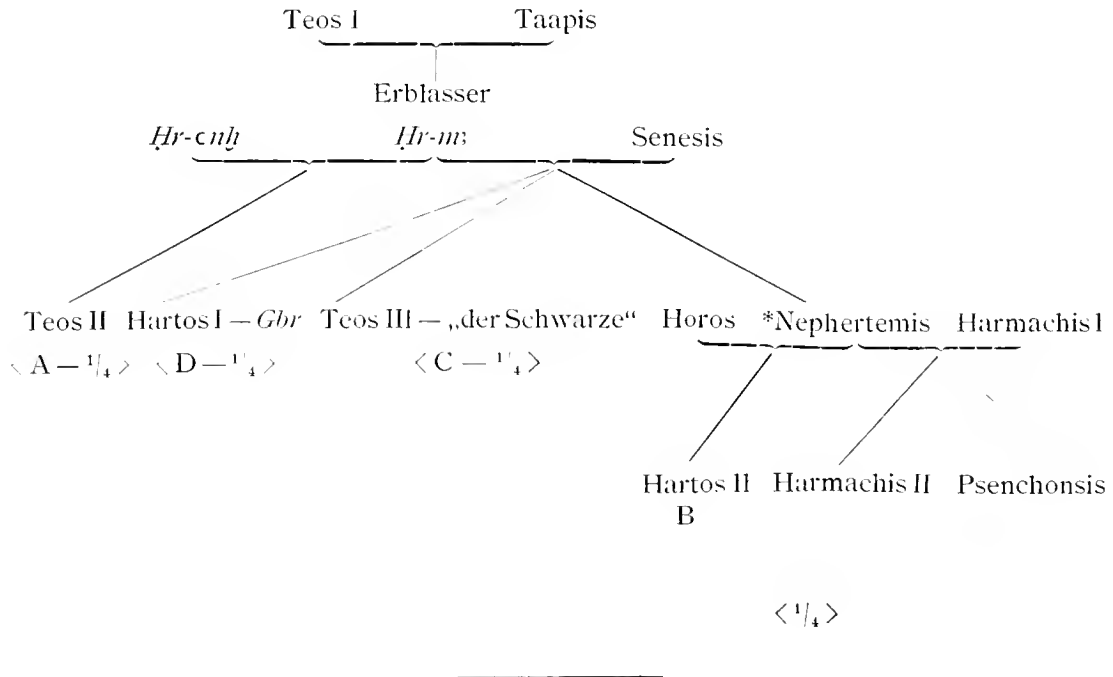 Teos I Taapis
Erblasser
Ḥr-cnḫ Ḥr-mꜣ Senesis
Teos II Hartos I — Gbr Teos III — „der Schwarze“ Horos *Nephertemis Harmachis I
〈 A — 1/4 〉 〈 D — 1/4 〉 〈 C — 1/4 〉
Hartos II Harmachis II Psenchonsis
B
〈 1/4 〉